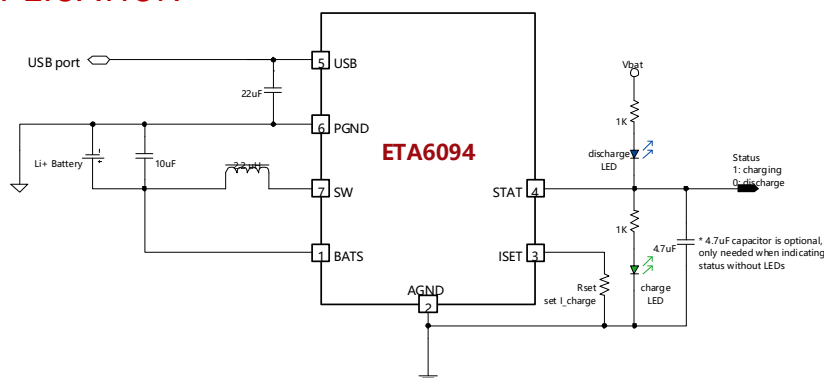 USB port
5
USB
22uF
6
PGND
Li+ Battery
10uF
2.2 uH
7
SW
1
BATS
ETA6094
STAT
4
ISET
3
AGND
2
Vbat
1K
discharge
LED
Status
1: charging
0: discharge
1K
4.7uF
* 4.7uF capacitor is optional,
only needed when indicating
status without LEDs
Rset
set I_charge
charge
LED